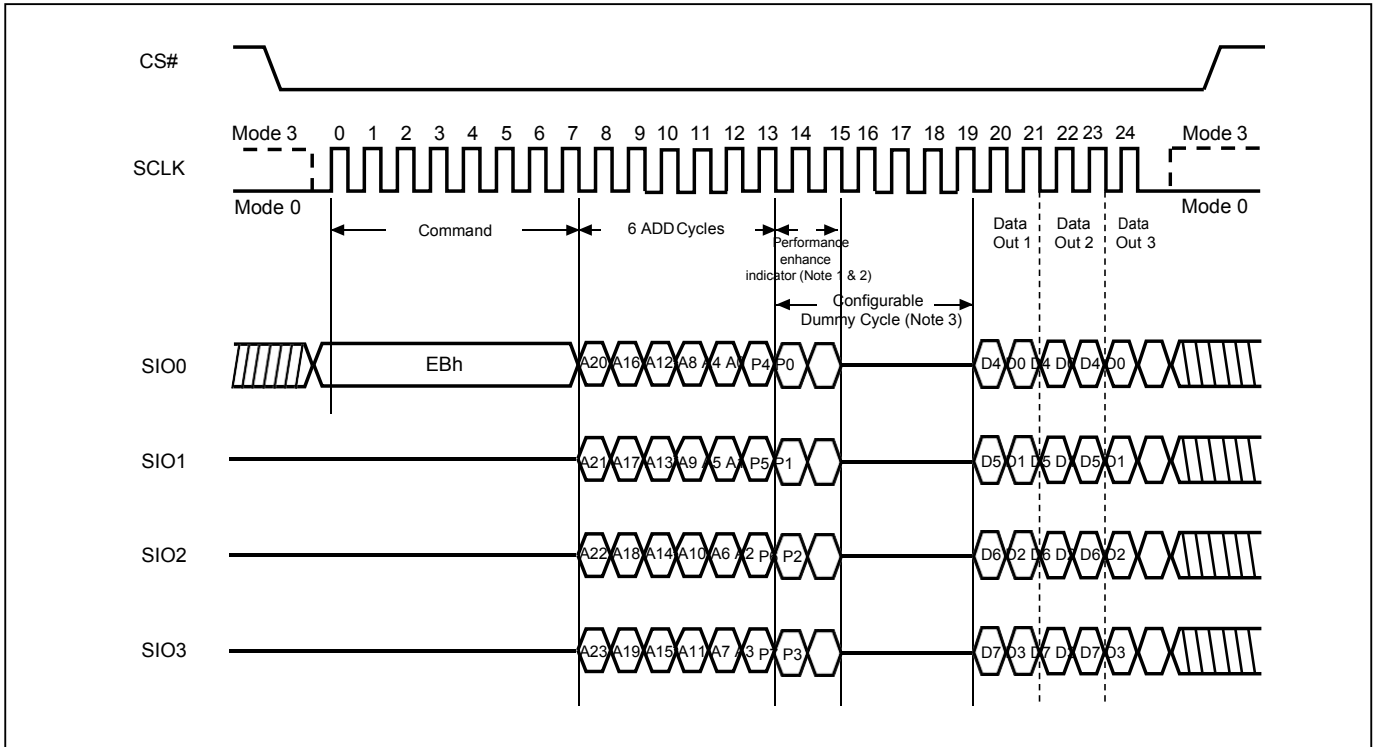 CS#
Mode 3 0 1 2 3 4 5 6 7 8 9 10 11 12 13 14 15 16 17 18 19 20 21 22 23 24 Mode 3
SCLK
Mode 0 Mode 0
Command
6 ADD Cycles
Performance
enhance
indicator (Note 1 & 2)
Data
Out 1
Data
Out 2
Data
Out 3
Configurable
Dummy Cycle (Note 3)
SIO0 EBh A20 A16 A12 A8 A4 P4 P0 D4 D0 D4 D4 D0
SIO1 A21 A17 A13 A9 A5 P5 P1 D5 D1 D5 D5 D1
SIO2 A22 A18 A14 A10 A6 A2 P6 P2 D6 D2 D6 D6 D2
SIO3 A23 A19 A15 A11 A7 A3 P7 P3 D7 D3 D7 D7 D3